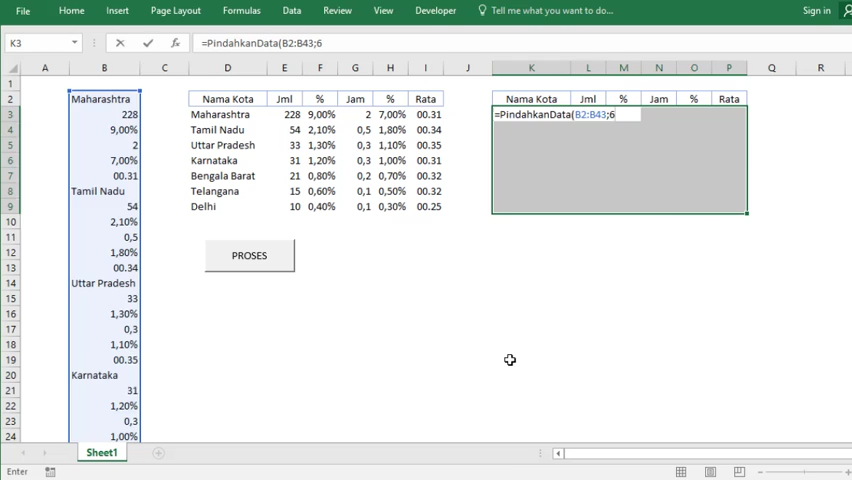 File Home Insert Page Layout Formulas Data Review View Developer Tell me what you want to do... Sign in
K3 fx =PindahkanData(B2:B43;6
A B C D E F G H I J K L M N O P Q R
1
2 Maharashtra Nama Kota Jml % Jam % Rata Nama Kota Jml % Jam % Rata
3 228 Maharashtra 228 9,00% 2 7,00% 00.31 =PindahkanData(B2:B43;6
4 9,00% Tamil Nadu 54 2,10% 0,5 1,80% 00.34
5 2 Uttar Pradesh 33 1,30% 0,3 1,10% 00.35
6 7,00% Karnataka 31 1,20% 0,3 1,00% 00.31
7 00.31 Bengala Barat 21 0,80% 0,2 0,70% 00.32
8 Tamil Nadu Telangana 15 0,60% 0,1 0,50% 00.32
9 54 Delhi 10 0,40% 0,1 0,30% 00.25
10 2,10%
11 0,5
12 1,80% PROSES
13 00.34
14 Uttar Pradesh
15 33
16 1,30%
17 0,3
18 1,10%
19 00.35
20 Karnataka
21 31
22 1,20%
23 0,3
24 1,00%
Sheet1
Enter